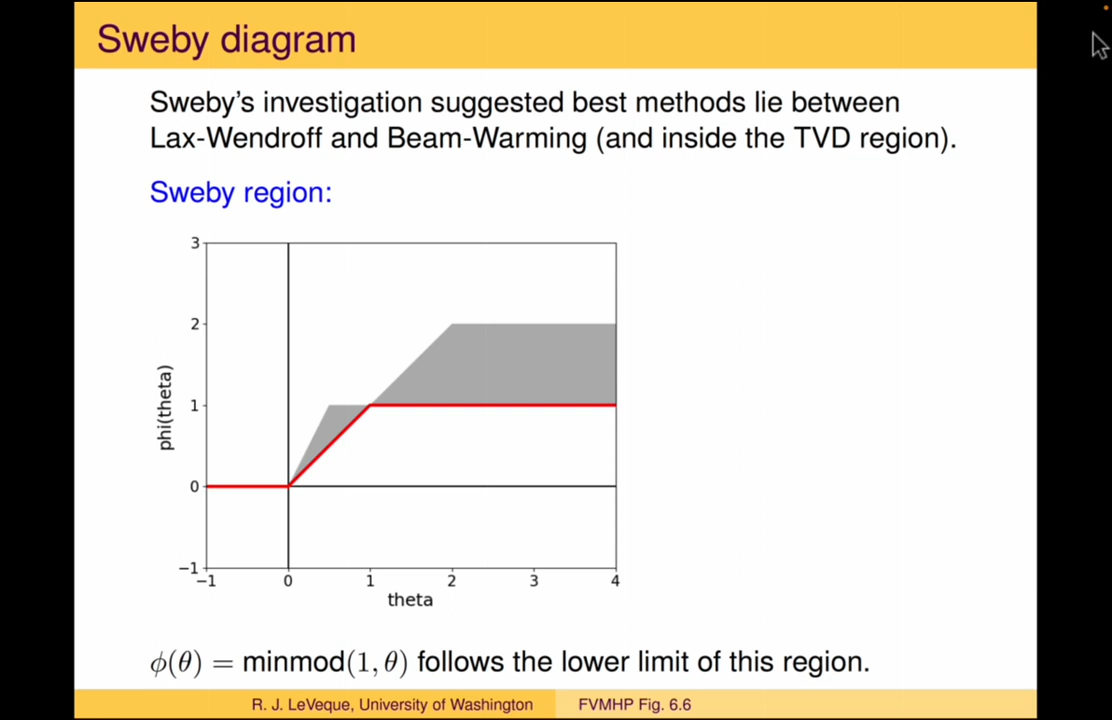 Sweby diagram
Sweby's investigation suggested best methods lie between
Lax-Wendroff and Beam-Warming (and inside the TVD region).
Sweby region:
3
2
1
0
−1
phi(theta)
−1 0 1 2 3 4
theta
ϕ(θ) = minmod(1, θ) follows the lower limit of this region.
R. J. LeVeque, University of Washington FVMHP Fig. 6.6